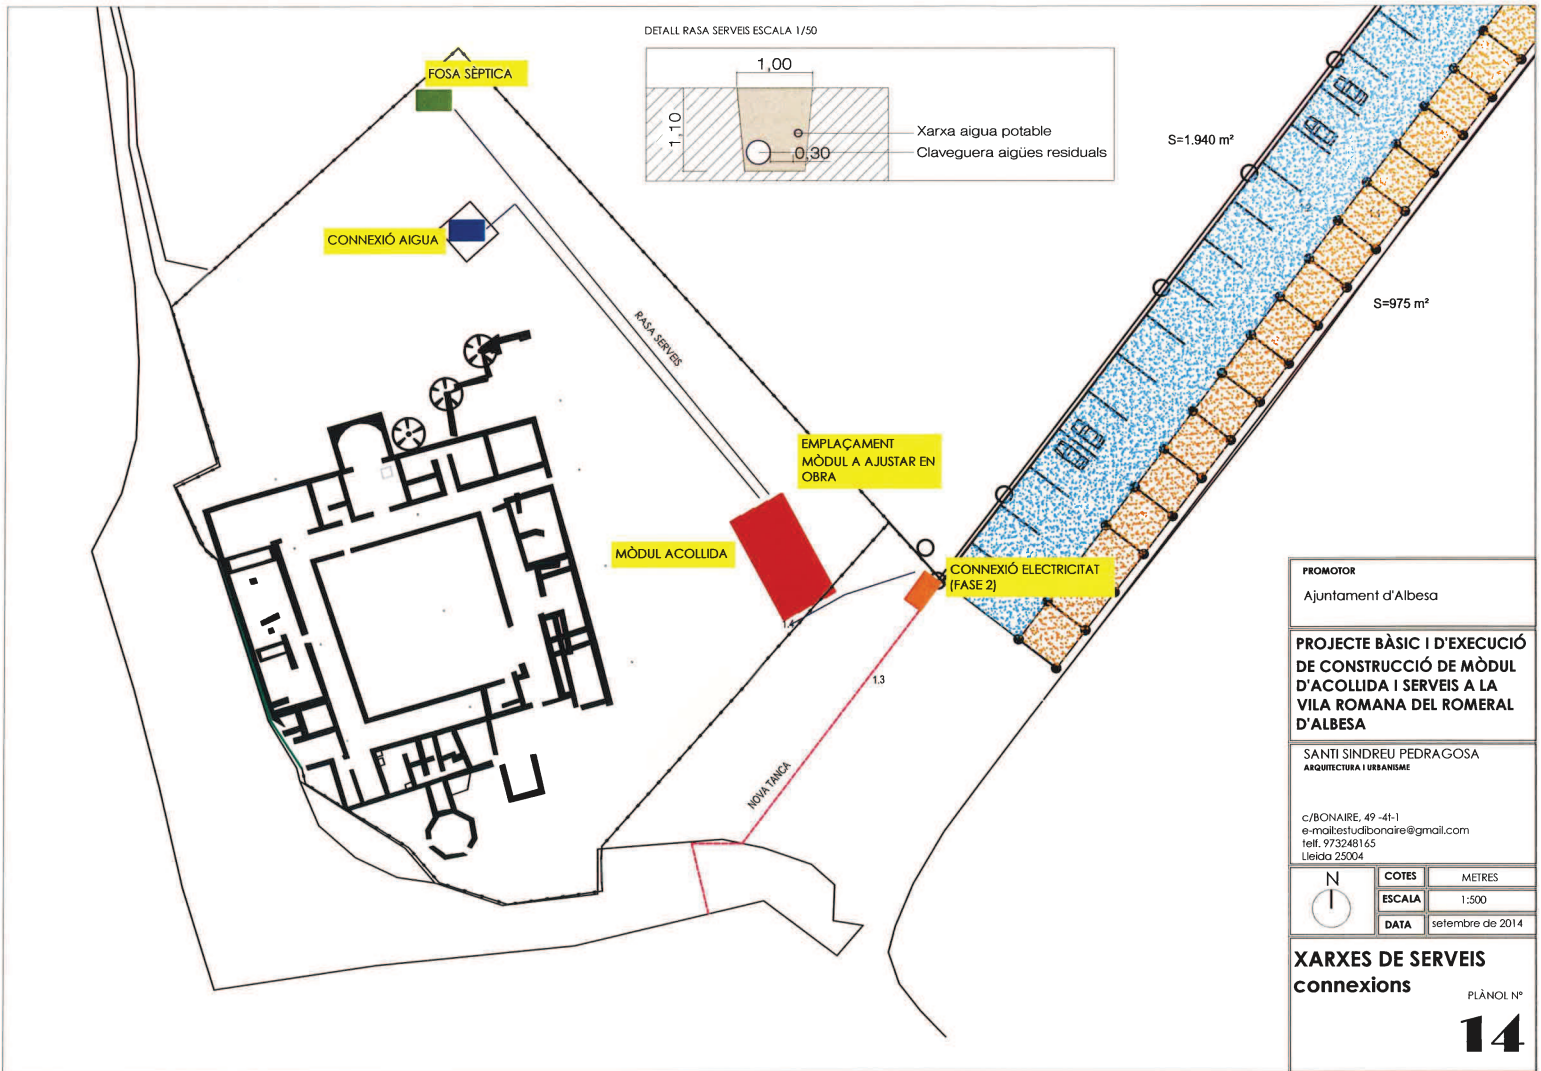 DETALL RASA SERVEIS ESCALA 1/50
1,00
1,10
0,30
Xarxa aigua potable
Claveguera aigües residuals
FOSA SÈPTICA
CONNEXIÓ AIGUA
RASA SERVEIS
S=1.940 m²
S=975 m²
EMPLAÇAMENT
MÒDUL A AJUSTAR EN
OBRA
MÒDUL ACOLLIDA
CONNEXIÓ ELECTRICITAT
(FASE 2)
1.4
1.3
NOVA TANCA
PROMOTOR
Ajuntament d'Albesa
PROJECTE BÀSIC I D'EXECUCIÓ
DE CONSTRUCCIÓ DE MÒDUL
D'ACOLLIDA I SERVEIS A LA
VILA ROMANA DEL ROMERAL
D'ALBESA
SANTI SINDREU PEDRAGOSA
ARQUITECTURA I URBANISME
c/BONAIRE, 49 -4t-1
e-mail:estudibonaire@gmail.com
telf. 973248165
Lleida 25004
N
COTES METRES
ESCALA 1:500
DATA setembre de 2014
XARXES DE SERVEIS
connexions
PLÀNOL Nº
14